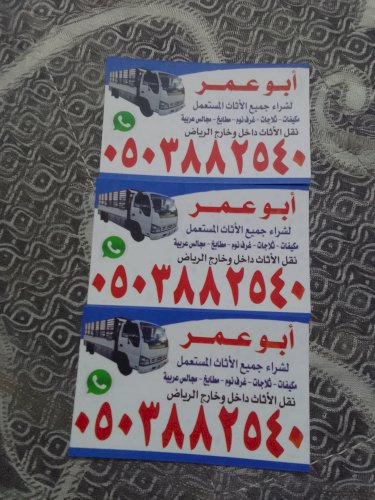 أبو عمر
لشراء جميع الأثاث المستعمل
مكيفات - ثلاجات - غرف نوم - مطابخ - مجالس عربية
نقل الأثاث داخل وخارج الرياض
٠٥٠٣٨٨٢٥٤٠
أبو عمر
لشراء جميع الأثاث المستعمل
مكيفات - ثلاجات - غرف نوم - مطابخ - مجالس عربية
نقل الأثاث داخل وخارج الرياض
٠٥٠٣٨٨٢٥٤٠
أبو عمر
لشراء جميع الأثاث المستعمل
مكيفات - ثلاجات - غرف نوم - مطابخ - مجالس عربية
نقل الأثاث داخل وخارج الرياض
٠٥٠٣٨٨٢٥٤٠